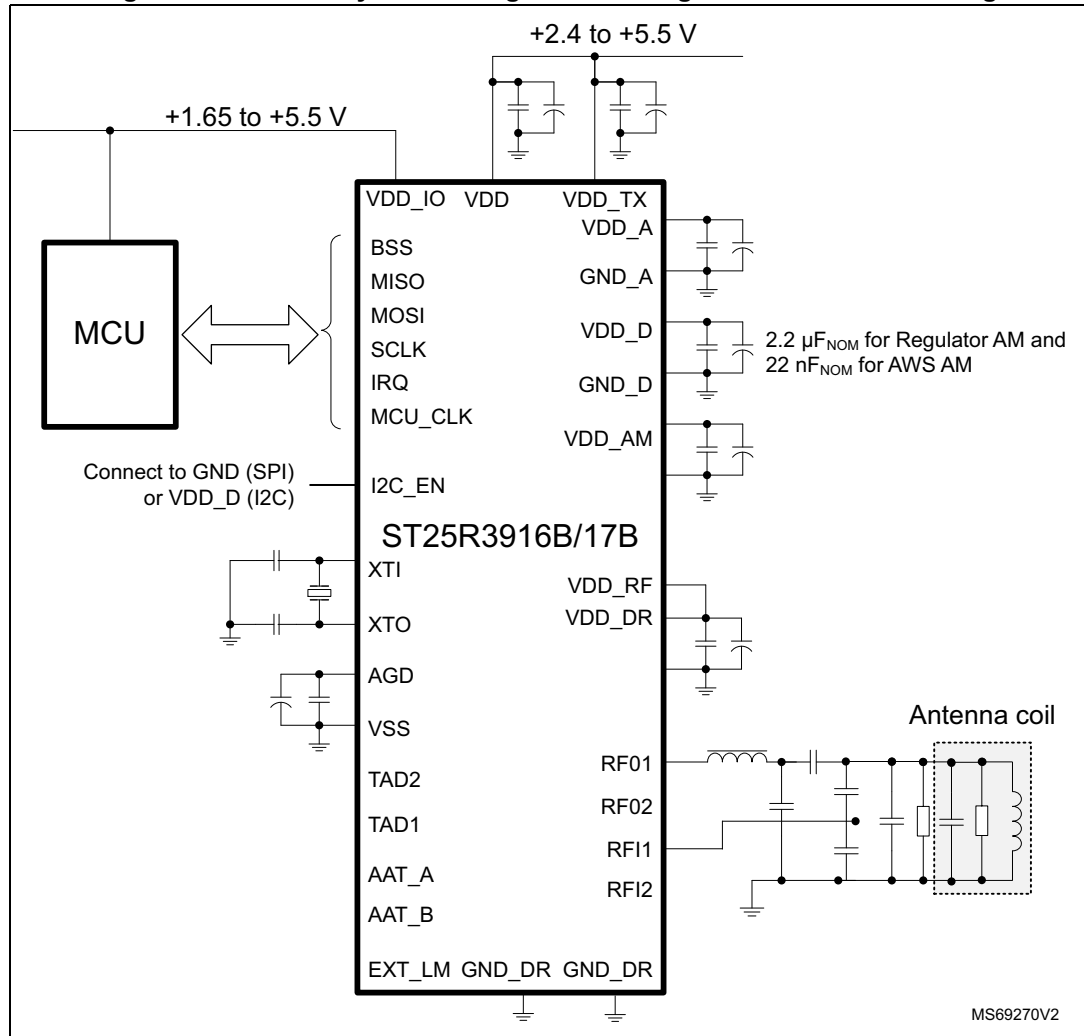 +2.4 to +5.5 V
+1.65 to +5.5 V
VDD_IO VDD VDD_TX
VDD_A
BSS
GND_A
MISO
MCU
MOSI
VDD_D
2.2 µFNOM for Regulator AM and
22 nFNOM for AWS AM
SCLK
IRQ
GND_D
MCU_CLK
VDD_AM
Connect to GND (SPI)
or VDD_D (I2C)
I2C_EN
ST25R3916B/17B
XTI
VDD_RF
XTO
VDD_DR
AGD
VSS
Antenna coil
RF01
TAD2
RF02
TAD1
RFI1
AAT_A
RFI2
AAT_B
EXT_LM GND_DR GND_DR
MS69270V2